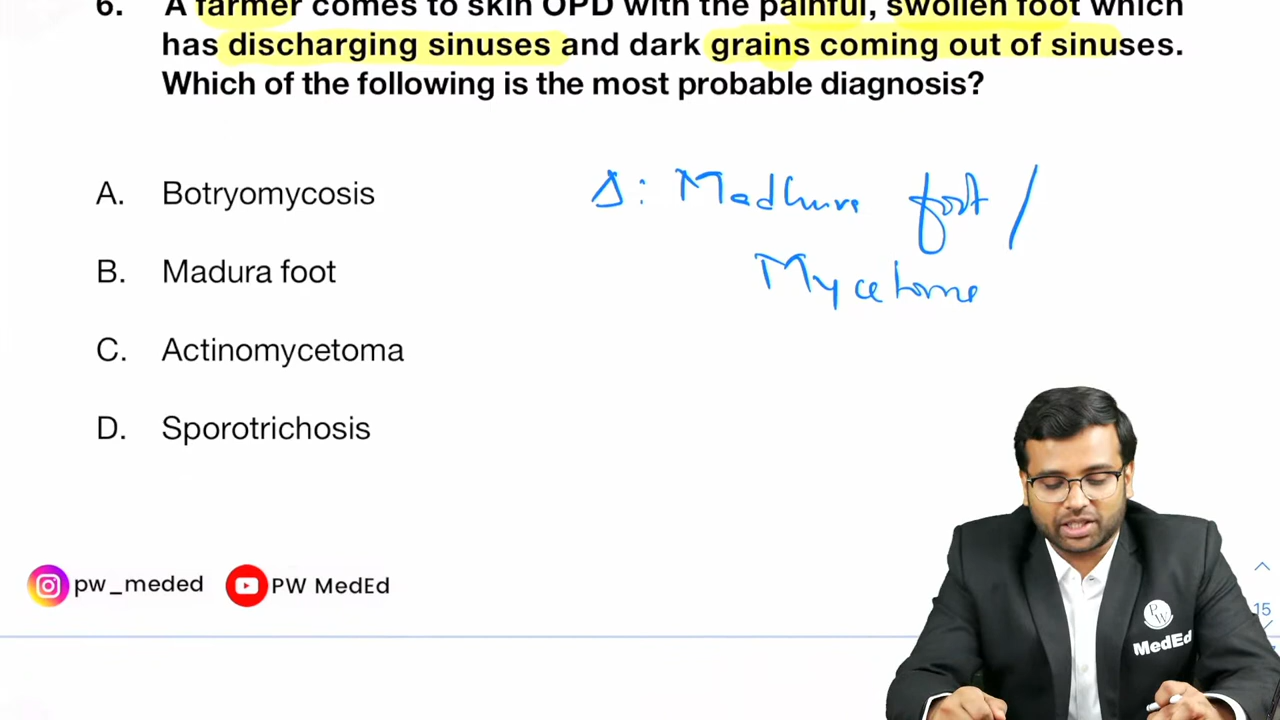 6. A farmer comes to skin OPD with the painful, swollen foot which
has discharging sinuses and dark grains coming out of sinuses.
Which of the following is the most probable diagnosis?
A. Botryomycosis
Δ: Madhura foot /
Mycetoma
B. Madura foot
C. Actinomycetoma
D. Sporotrichosis
pw_meded PW MedEd
15
PW
MedEd